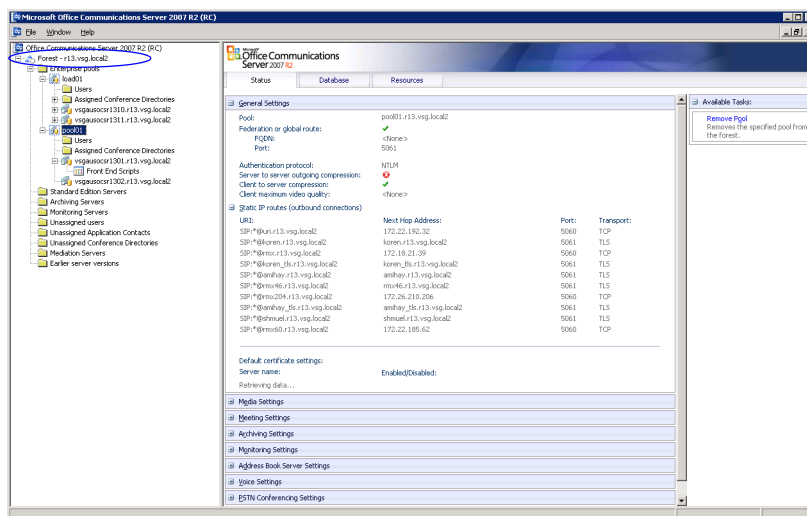 Microsoft Office Communications Server 2007 R2 (RC)
File Window Help
Office Communications Server 2007 R2 (RC)
Forest - r13.vsg.local2
Enterprise pools
load01
Users
Assigned Conference Directories
vsgausocsr1310.r13.vsg.local2
vsgausocsr1311.r13.vsg.local2
pool01
Users
Assigned Conference Directories
vsgausocsr1301.r13.vsg.local2
Front End Scripts
vsgausocsr1302.r13.vsg.local2
Standard Edition Servers
Archiving Servers
Monitoring Servers
Unassigned users
Unassigned Application Contacts
Unassigned Conference Directories
Mediation Servers
Earlier server versions
Microsoft
Office Communications
Server 2007 R2
Status Database Resources
General Settings
Pool: pool01.r13.vsg.local2
Federation or global route:
FQDN: <None>
Port: 5061
Authentication protocol: NTLM
Server to server outgoing compression:
Client to server compression:
Client maximum video quality: <None>
Static IP routes (outbound connections)
URI: Next Hop Address: Port: Transport:
SIP:*@uri.r13.vsg.local2 172.22.192.32 5060 TCP
SIP:*@koren.r13.vsg.local2 koren.r13.vsg.local2 5061 TLS
SIP:*@rmx.r13.vsg.local2 172.18.21.39 5060 TCP
SIP:*@koren_tls.r13.vsg.local2 koren_tls.r13.vsg.local2 5061 TLS
SIP:*@amihay.r13.vsg.local2 amihay.r13.vsg.local2 5061 TLS
SIP:*@rmx46.r13.vsg.local2 rmx46.r13.vsg.local2 5061 TLS
SIP:*@rmx204.r13.vsg.local2 172.26.210.206 5060 TCP
SIP:*@amihay_tls.r13.vsg.local2 amihay_tls.r13.vsg.local2 5061 TLS
SIP:*@shmuel.r13.vsg.local2 shmuel.r13.vsg.local2 5061 TLS
SIP:*@rmx60.r13.vsg.local2 172.22.185.62 5060 TCP
Default certificate settings:
Server name: Enabled/Disabled:
Retrieving data...
Media Settings
Meeting Settings
Archiving Settings
Monitoring Settings
Address Book Server Settings
Voice Settings
PSTN Conferencing Settings
Available Tasks:
Remove Pool
Removes the specified pool from
the forest.